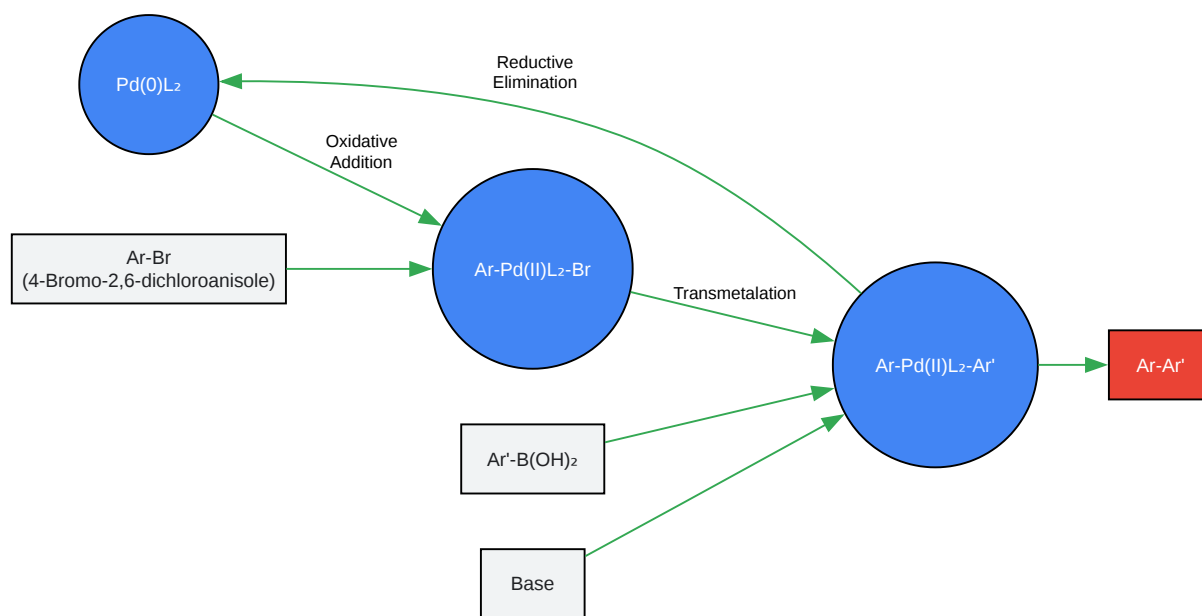 Reductive
Elimination
Pd(0)L₂
Oxidative
Addition
Ar-Br
(4-Bromo-2,6-dichloroanisole)
Ar-Pd(II)L₂-Br
Transmetalation
Ar-Pd(II)L₂-Ar'
Ar-Ar'
Ar'-B(OH)₂
Base